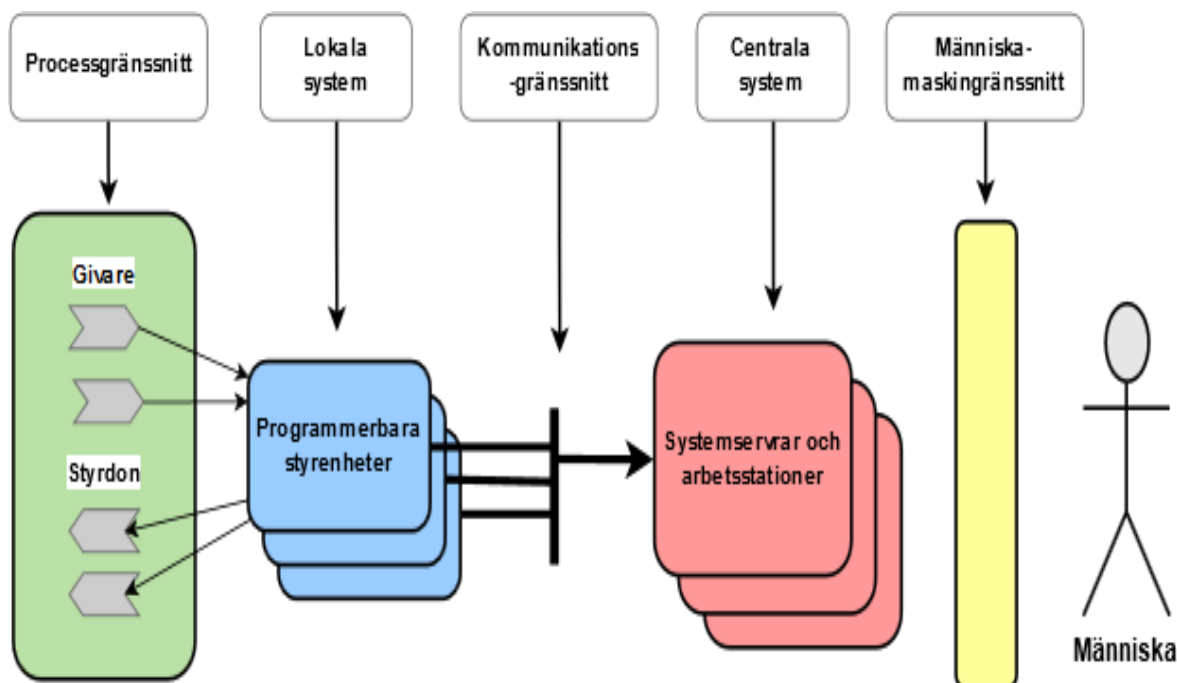 Processgränssnitt
Lokala
system
Kommunikations
-gränssnitt
Centrala
system
Människa-
maskingränssnitt
Givare
Styrdon
Programmerbara
styrenheter
Systemservrar och
arbetsstationer
Människa